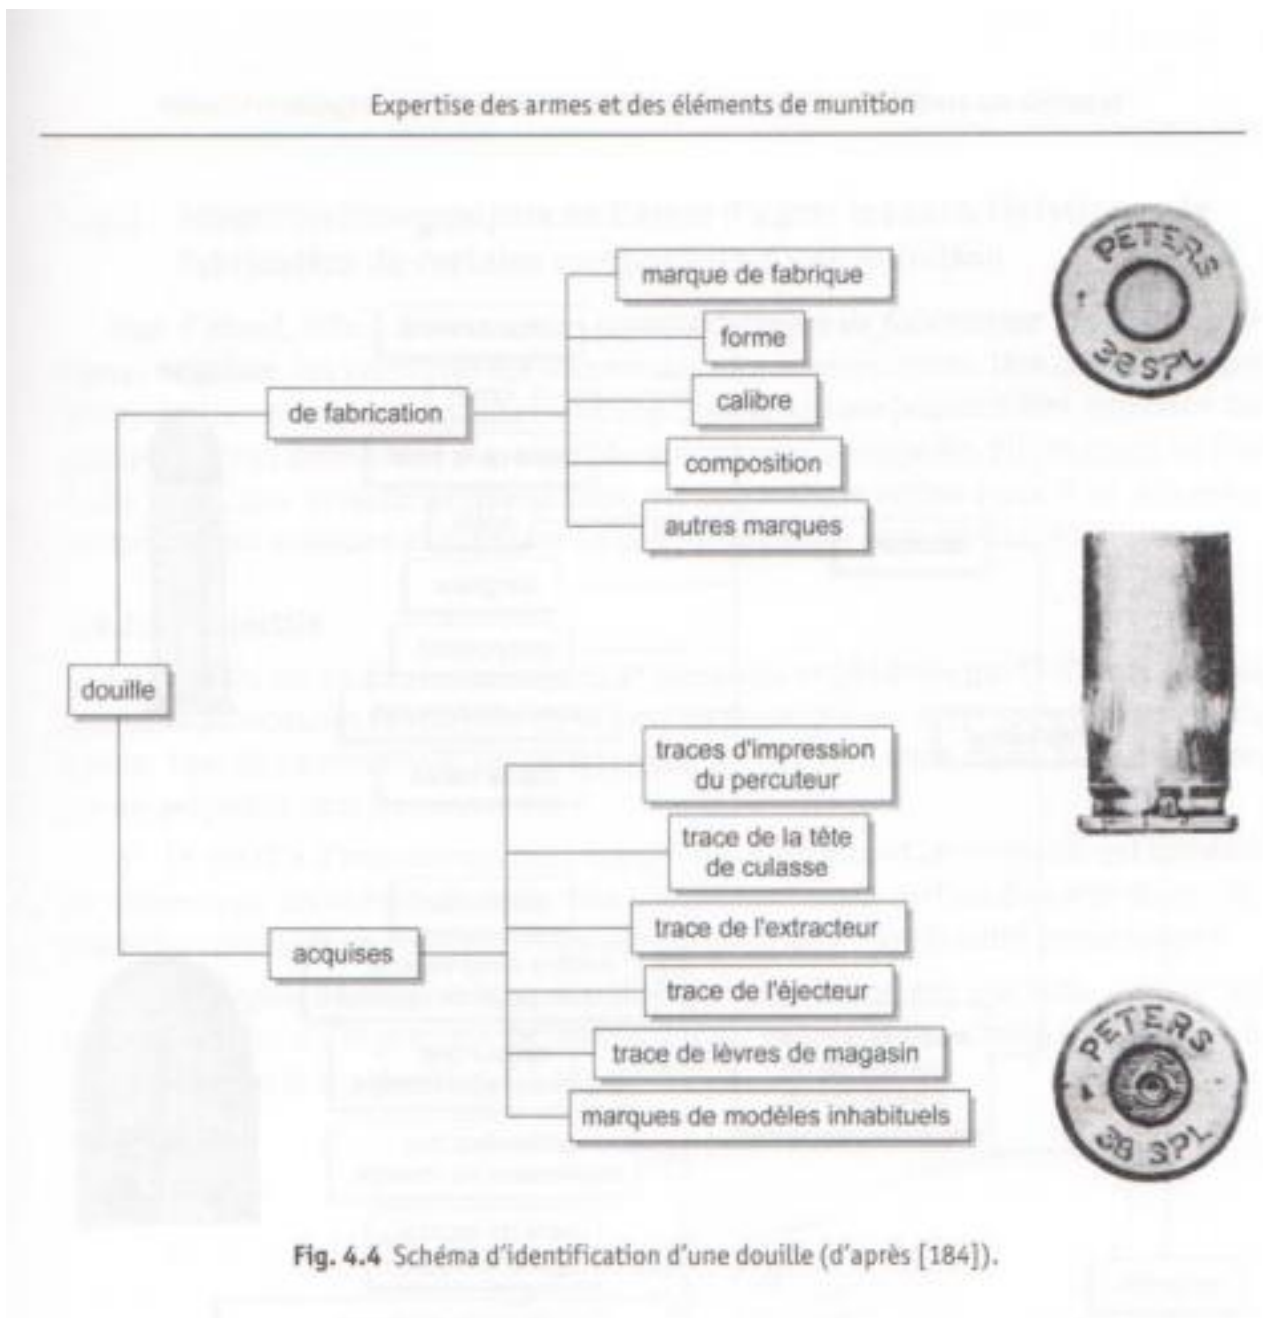 Expertise des armes et des éléments de munition
PETERS
38 SPL
marque de fabrique
forme
de fabrication
calibre
composition
autres marques
douille
traces d'impression
du percuteur
trace de la tête
de culasse
trace de l'extracteur
acquises
trace de l'éjecteur
trace de lèvres de magasin
marques de modèles inhabituels
PETERS
38 SPL
Fig. 4.4 Schéma d'identification d'une douille (d'après [184]).